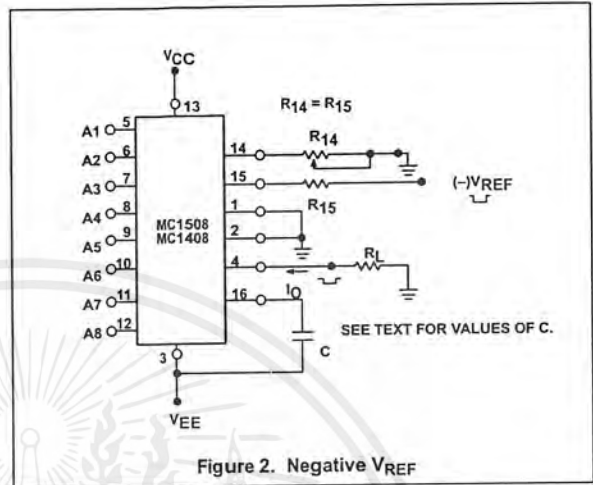 VCC
13
R14 = R15
A1 5
14
R14
A2 6
15
(–)VREF
A3 7
R15
A4 8
1
MC1508
MC1408
A5 9
2
A6 10
4
RL
A7 11
16
IO
A8 12
C
SEE TEXT FOR VALUES OF C.
3
VEE
Figure 2. Negative VREF